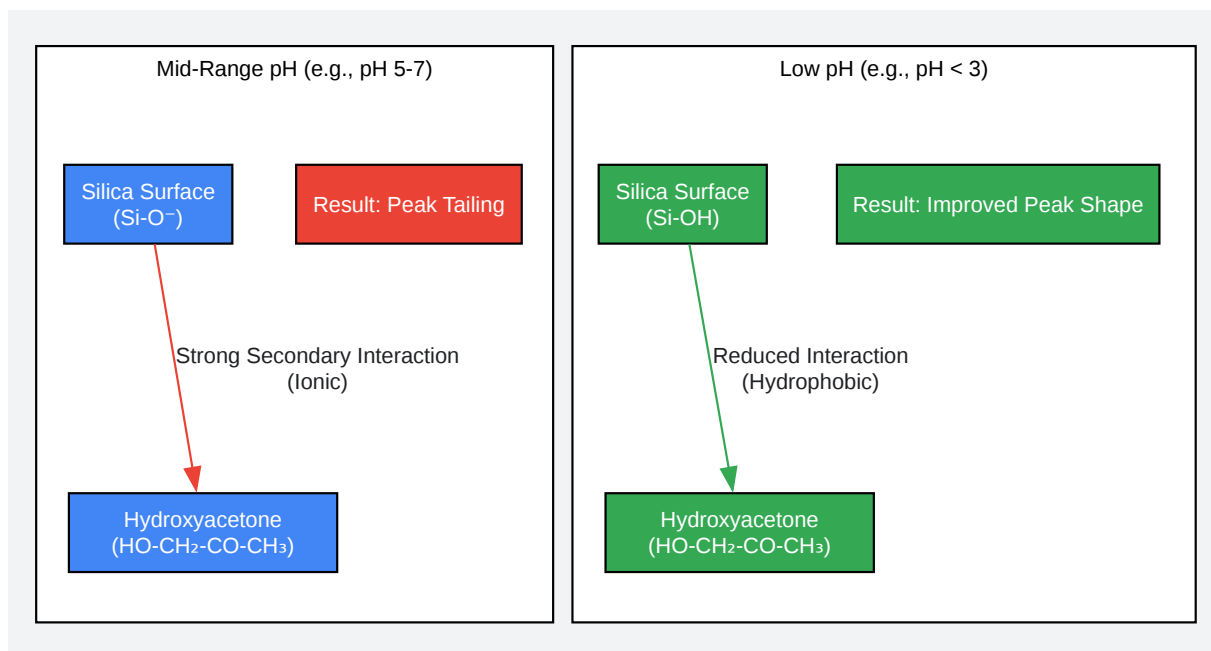 Mid-Range pH (e.g., pH 5-7)
Silica Surface
(Si-O⁻)
Result: Peak Tailing
Strong Secondary Interaction
(Ionic)
Hydroxyacetone
(HO-CH₂-CO-CH₃)
Low pH (e.g., pH < 3)
Silica Surface
(Si-OH)
Result: Improved Peak Shape
Reduced Interaction
(Hydrophobic)
Hydroxyacetone
(HO-CH₂-CO-CH₃)